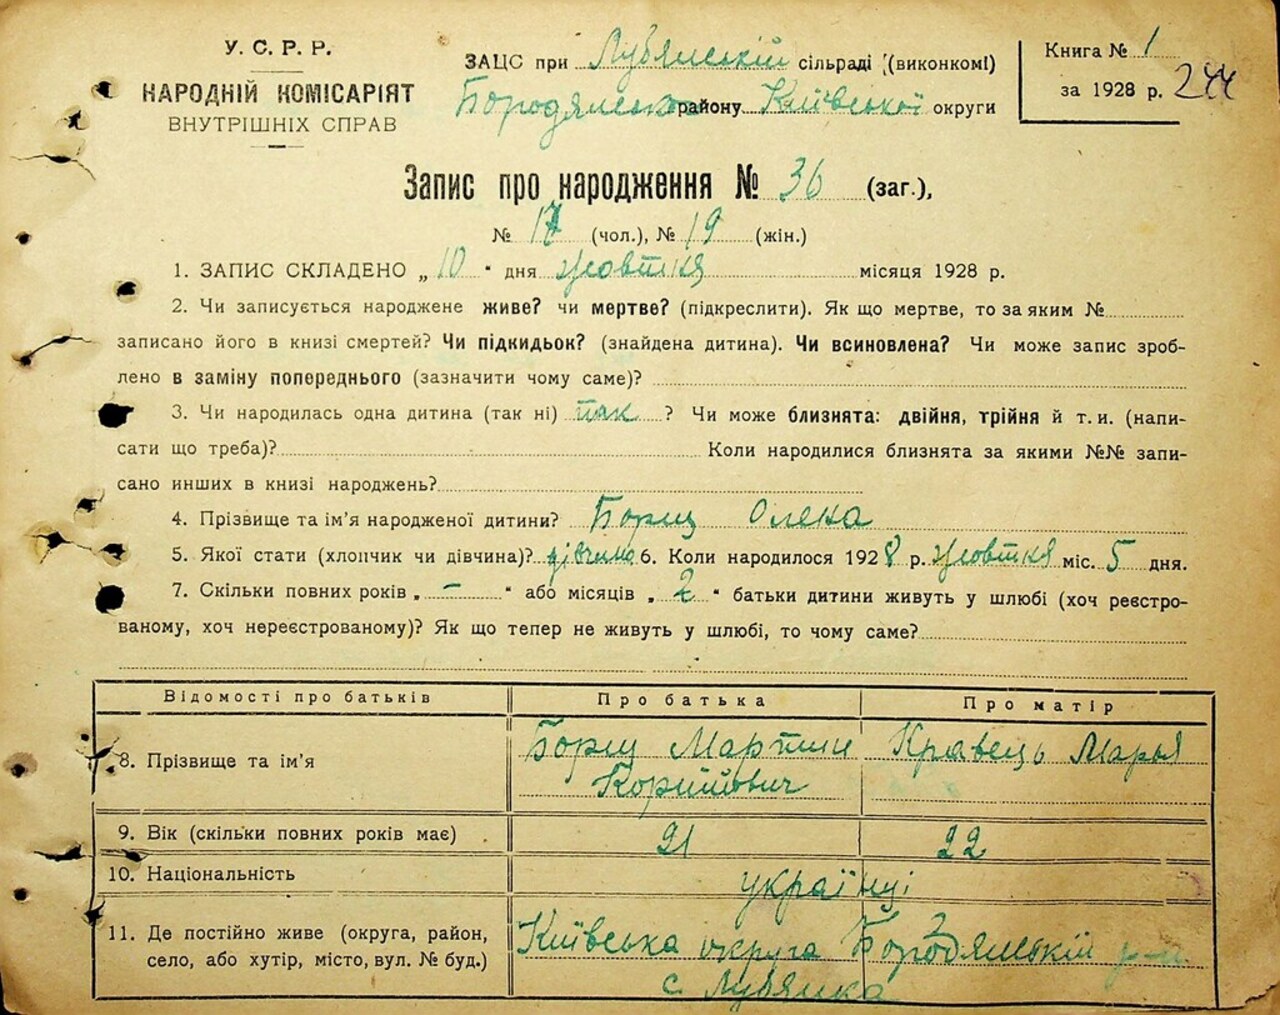 У. С. Р. Р.
НАРОДНІЙ КОМІСАРІЯТ
ВНУТРІШНІХ СПРАВ
ЗАЦС при Лубянській сільраді (виконкомі)
Бородянсько району Київської округи
Книга № 1
за 1928 р. 244
Запис про народження № 36 (заг.),
№ 17 (чол.), № 19 (жін.)
1. ЗАПИС СКЛАДЕНО „ 10 " дня жовтня місяця 1928 р.
2. Чи записується народжене живе? чи мертве? (підкреслити). Як що мертве, то за яким №
записано його в книзі смертей? Чи підкидьок? (знайдена дитина). Чи всиновлена? Чи може запис зроб-
лено в заміну попереднього (зазначити чому саме)?
3. Чи народилась одна дитина (так ні) так ? Чи може близнята: двійня, трійня й т. и. (напи-
сати що треба)? Коли народилися близнята за якими №№ запи-
сано инших в книзі народжень?
4. Прізвище та ім'я народженої дитини? Борщ Олена
5. Якої стати (хлопчик чи дівчина)? дівчина 6. Коли народилося 1928 р. жовтня міс. 5 дня.
7. Скільки повних років „ - " або місяців „ 2 " батьки дитини живуть у шлюбі (хоч реєстро-
ваному, хоч нереєстрованому)? Як що тепер не живуть у шлюбі, то чому саме?
Відомості про батьків Про батька Про матір
8. Прізвище та ім'я Борщ Мартин Кравець Марья
9. Вік (скільки повних років має) 21 22
10. Національність українці
11. Де постійно живе (округа, район,
село, або хутір, місто, вул. № буд.)
Київська округа Бородянській р-н
с. Лубянка